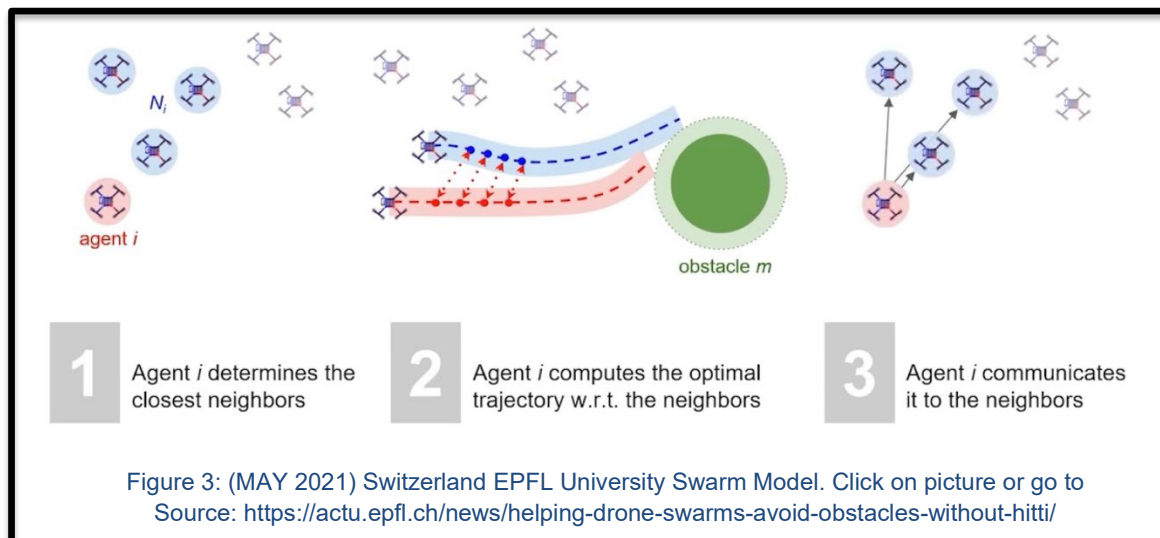 N_i
agent i
obstacle m
1
Agent i determines the
closest neighbors
2
Agent i computes the optimal
trajectory w.r.t. the neighbors
3
Agent i communicates
it to the neighbors
Figure 3: (MAY 2021) Switzerland EPFL University Swarm Model. Click on picture or go to
Source: https://actu.epfl.ch/news/helping-drone-swarms-avoid-obstacles-without-hitti/